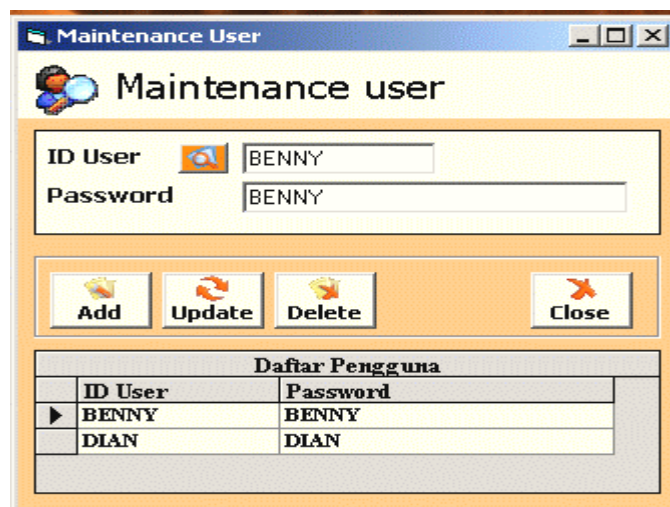 Maintenance User
Maintenance user
ID User BENNY
Password BENNY
Add Update Delete Close
Daftar Pengguna
ID User Password
BENNY BENNY
DIAN DIAN